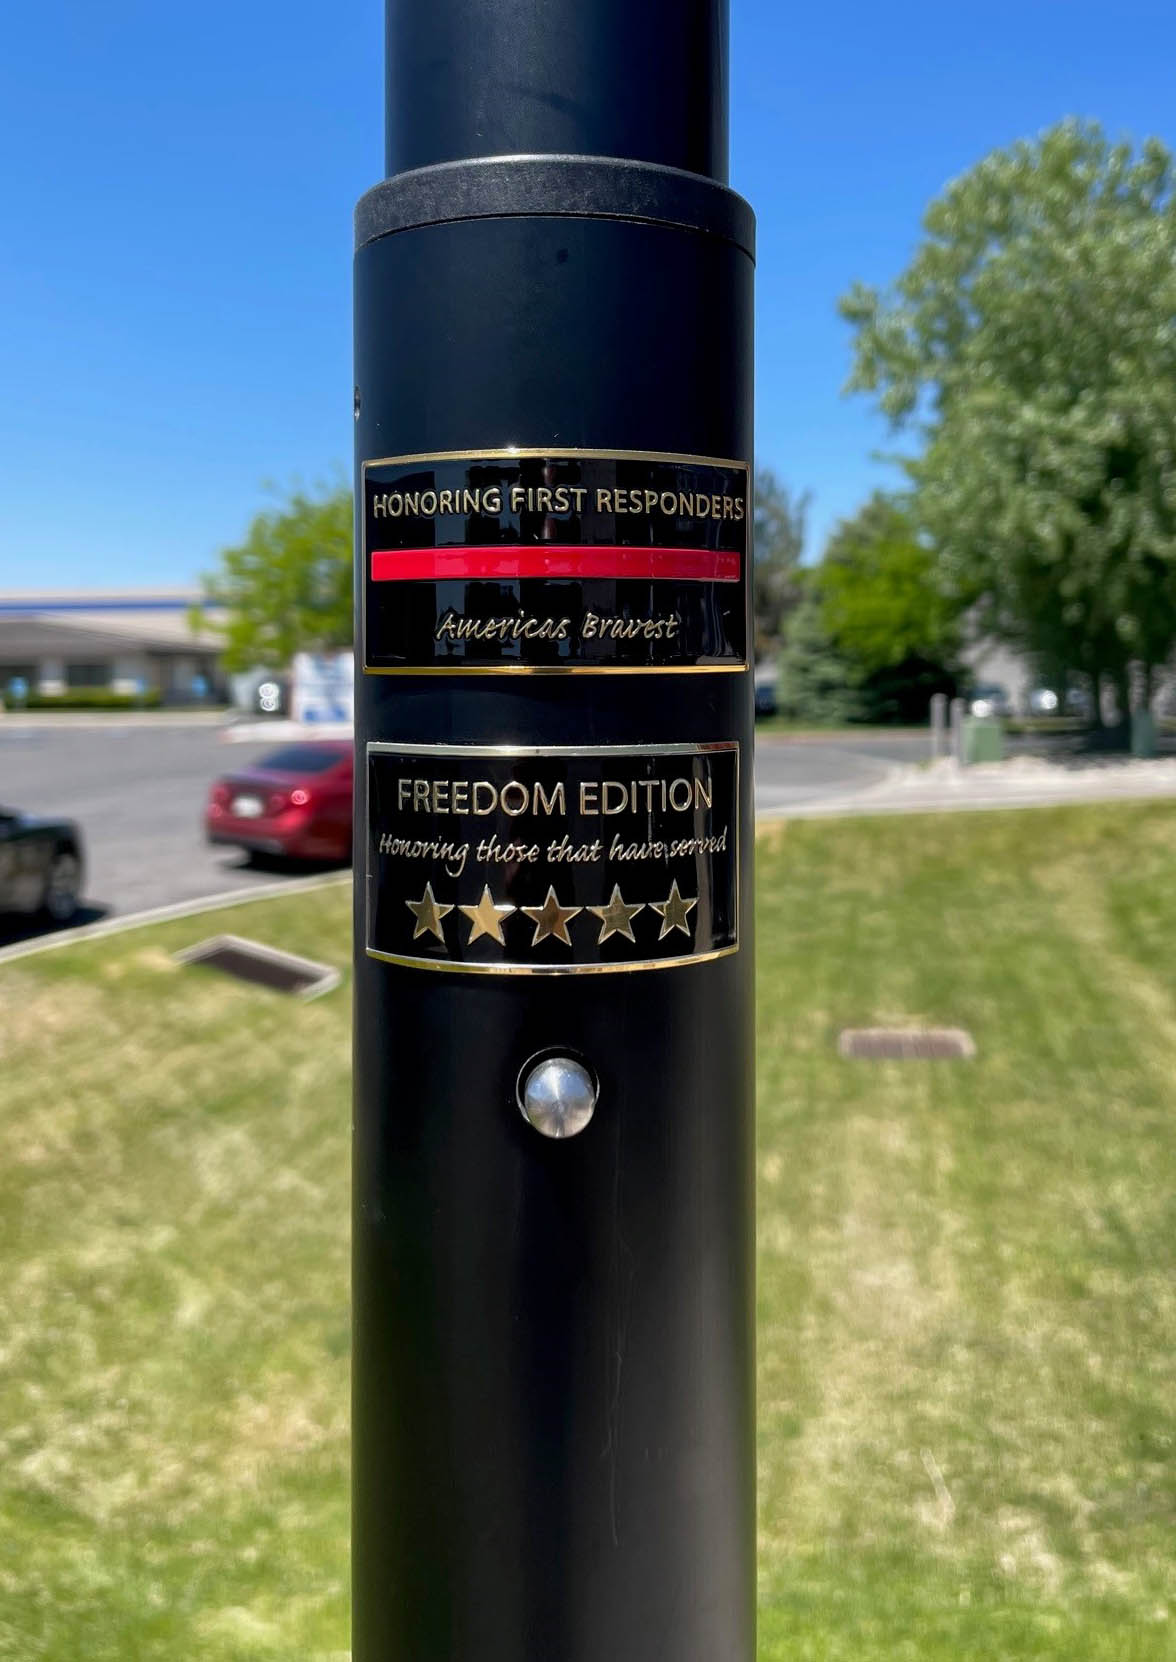 HONORING FIRST RESPONDERS
Americas Bravest
FREEDOM EDITION
Honoring those that have served